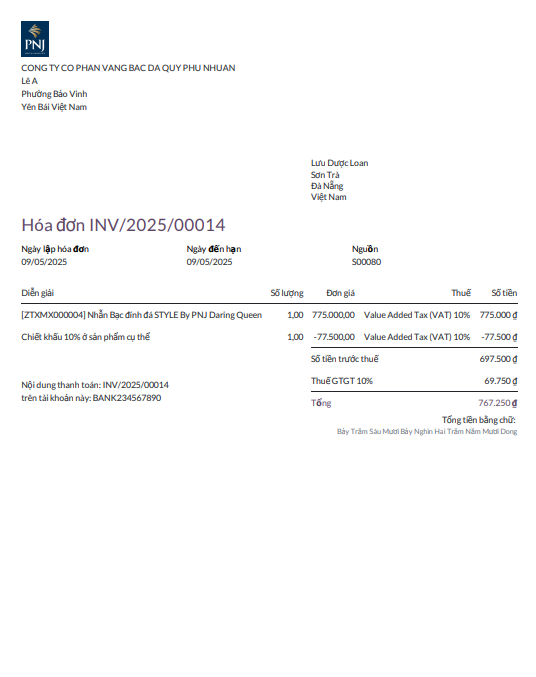 PNJ
CONG TY CO PHAN VANG BAC DA QUY PHU NHUAN
Lê A
Phường Bảo Vinh
Yên Bái Việt Nam
Lưu Dược Loan
Sơn Trà
Đà Nẵng
Việt Nam
Hóa đơn INV/2025/00014
Ngày lập hóa đơn Ngày đến hạn Nguồn
09/05/2025 09/05/2025 S00080
Diễn giải Số lượng Đơn giá Thuế Số tiền
[ZTXMX000004] Nhẫn Bạc đính đá STYLE By PNJ Daring Queen 1,00 775.000,00 Value Added Tax (VAT) 10% 775.000 ₫
Chiết khấu 10% ở sản phẩm cụ thể 1,00 -77.500,00 Value Added Tax (VAT) 10% -77.500 ₫
Số tiền trước thuế 697.500 ₫
Thuế GTGT 10% 69.750 ₫
Nội dung thanh toán: INV/2025/00014
trên tài khoản này: BANK234567890
Tổng 767.250 ₫
Tổng tiền bằng chữ:
Bảy Trăm Sáu Mươi Bảy Nghìn Hai Trăm Năm Mươi Dong